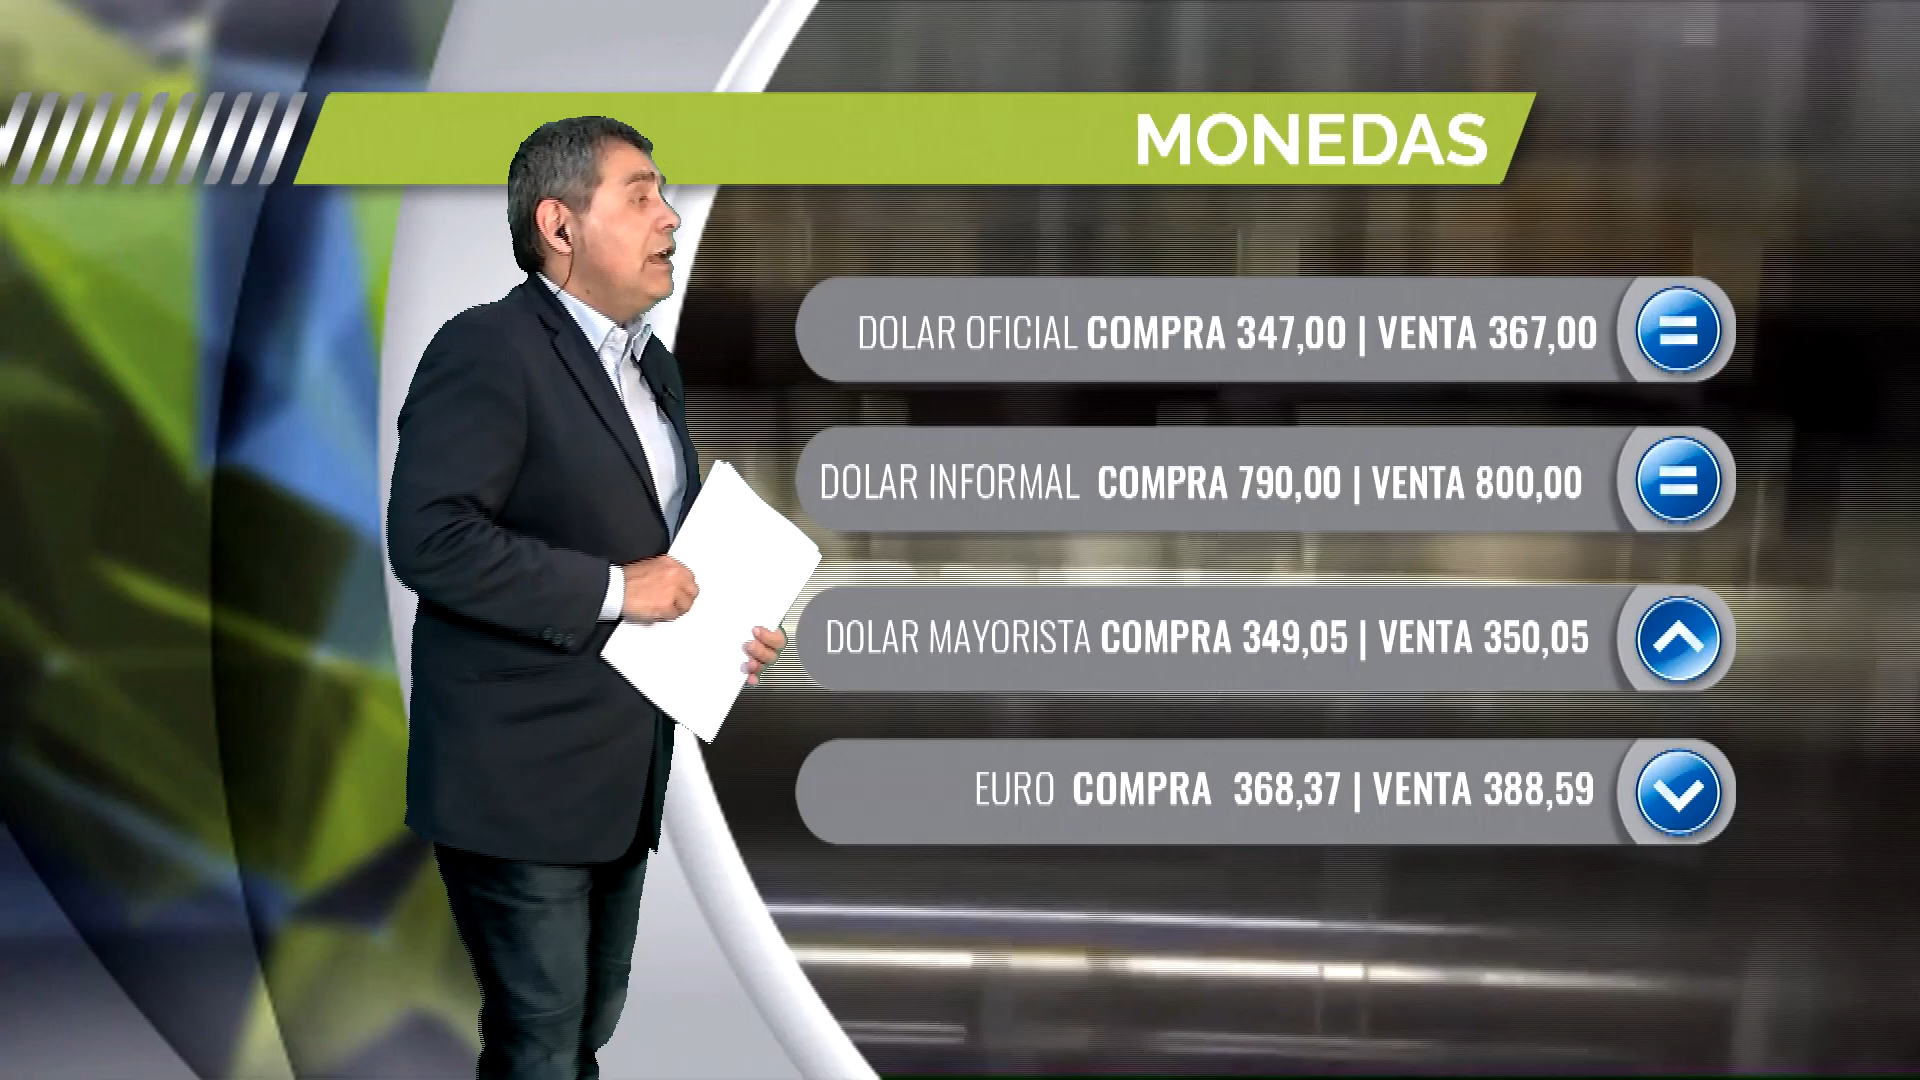 MONEDAS
DOLAR OFICIAL COMPRA 347,00 | VENTA 367,00
DOLAR INFORMAL COMPRA 790,00 | VENTA 800,00
DOLAR MAYORISTA COMPRA 349,05 | VENTA 350,05
EURO COMPRA 368,37 | VENTA 388,59